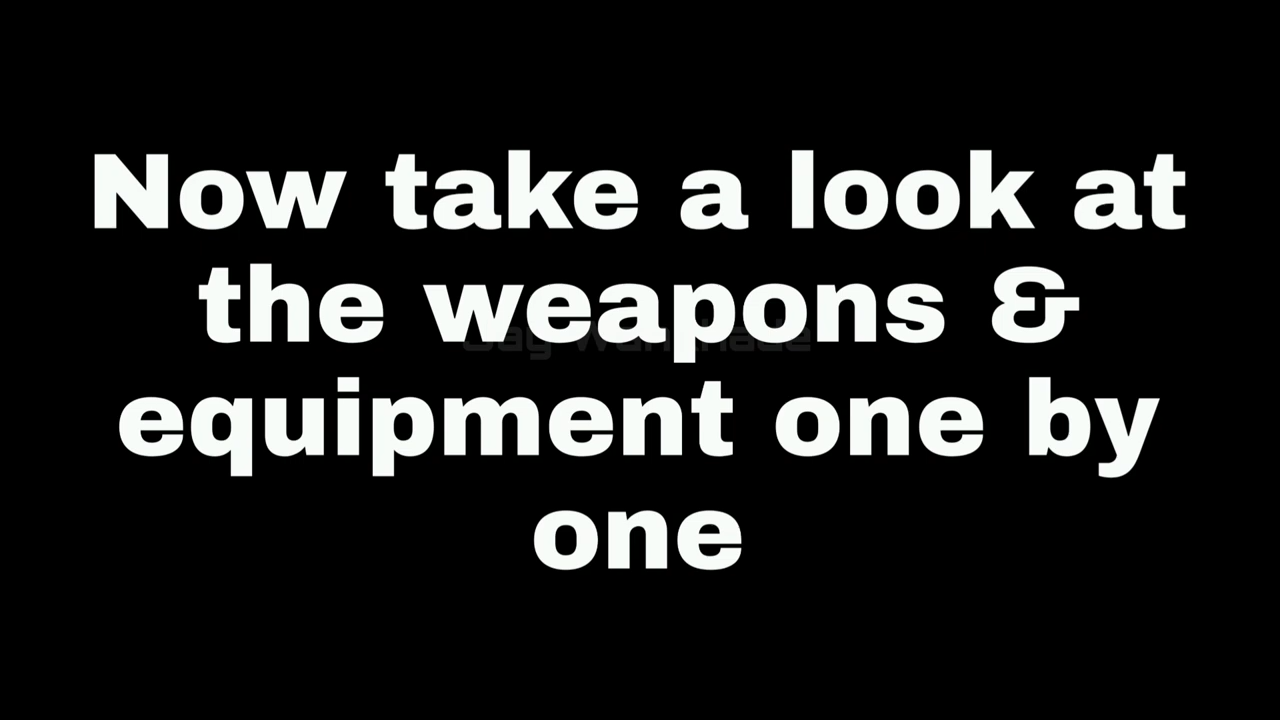 Now take a look at
the weapons &
equipment one by
one